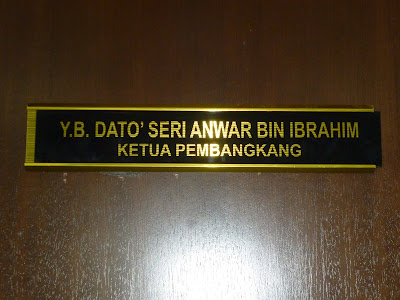 Y.B. DATO' SERI ANWAR BIN IBRAHIM
KETUA PEMBANGKANG